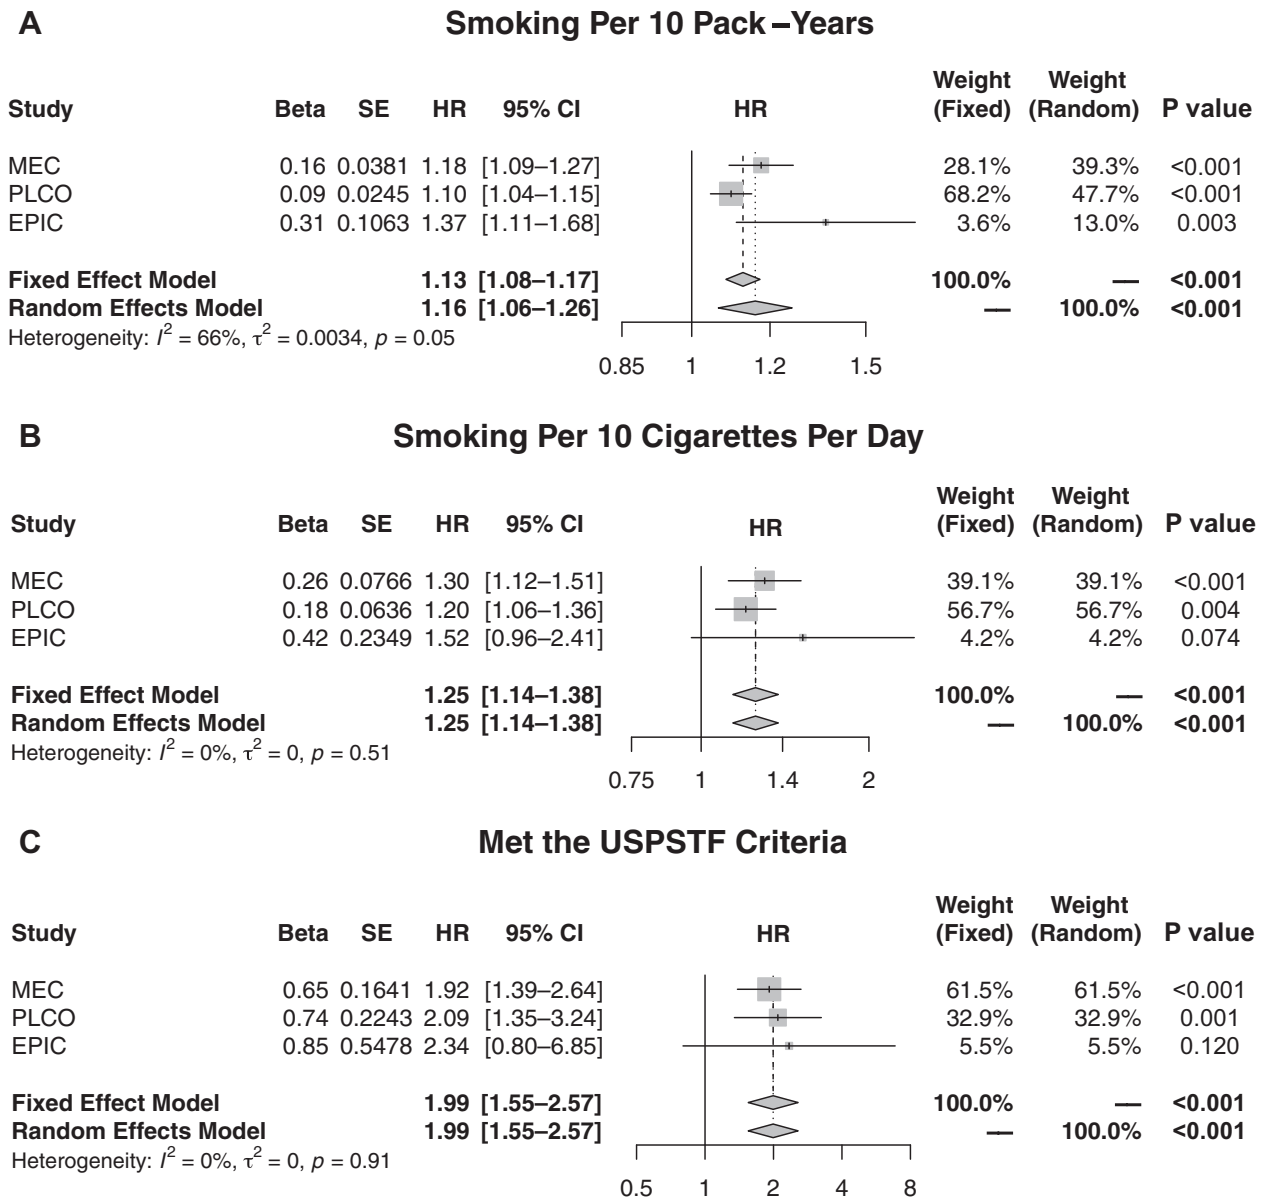 A Smoking Per 10 Pack–Years
Weight Weight
Study Beta SE HR 95% CI HR (Fixed) (Random) P value
MEC 0.16 0.0381 1.18 [1.09–1.27] 28.1% 39.3% <0.001
PLCO 0.09 0.0245 1.10 [1.04–1.15] 68.2% 47.7% <0.001
EPIC 0.31 0.1063 1.37 [1.11–1.68] 3.6% 13.0% 0.003
Fixed Effect Model 1.13 [1.08–1.17] 100.0% — <0.001
Random Effects Model 1.16 [1.06–1.26] — 100.0% <0.001
Heterogeneity: I² = 66%, τ² = 0.0034, p = 0.05
0.85 1 1.2 1.5
B Smoking Per 10 Cigarettes Per Day
Weight Weight
Study Beta SE HR 95% CI HR (Fixed) (Random) P value
MEC 0.26 0.0766 1.30 [1.12–1.51] 39.1% 39.1% <0.001
PLCO 0.18 0.0636 1.20 [1.06–1.36] 56.7% 56.7% 0.004
EPIC 0.42 0.2349 1.52 [0.96–2.41] 4.2% 4.2% 0.074
Fixed Effect Model 1.25 [1.14–1.38] 100.0% — <0.001
Random Effects Model 1.25 [1.14–1.38] — 100.0% <0.001
Heterogeneity: I² = 0%, τ² = 0, p = 0.51
0.75 1 1.4 2
C Met the USPSTF Criteria
Weight Weight
Study Beta SE HR 95% CI HR (Fixed) (Random) P value
MEC 0.65 0.1641 1.92 [1.39–2.64] 61.5% 61.5% <0.001
PLCO 0.74 0.2243 2.09 [1.35–3.24] 32.9% 32.9% 0.001
EPIC 0.85 0.5478 2.34 [0.80–6.85] 5.5% 5.5% 0.120
Fixed Effect Model 1.99 [1.55–2.57] 100.0% — <0.001
Random Effects Model 1.99 [1.55–2.57] — 100.0% <0.001
Heterogeneity: I² = 0%, τ² = 0, p = 0.91
0.5 1 2 4 8